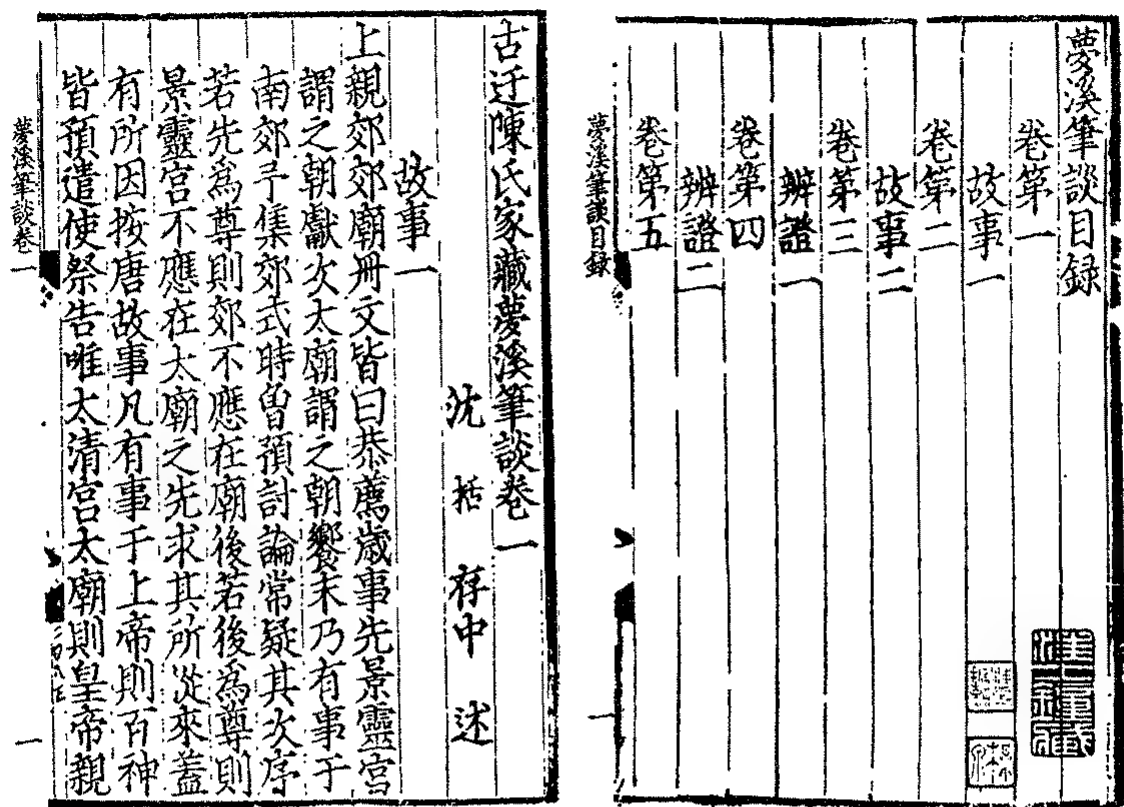 夢溪筆談目録
卷第一
故事一
卷第二
故事二
卷第三
辨證一
卷第四
辨證二
卷第五
夢溪筆談目録
一
古迂陳氏家藏夢溪筆談卷一
沈括存中述
故事一
上親郊郊廟冊文皆曰恭薦歲事先景靈宮
謂之朝獻次太廟謂之朝饗末乃有事于
南郊予集郊式時曾預討論常疑其次序
若先爲尊則郊不應在廟後若後爲尊則
景靈宮不應在太廟之先求其所從來蓋
有所因按唐故事凡有事于上帝則百神
皆預遣使祭告唯太清宮太廟則皇帝親
夢溪筆談卷一
一